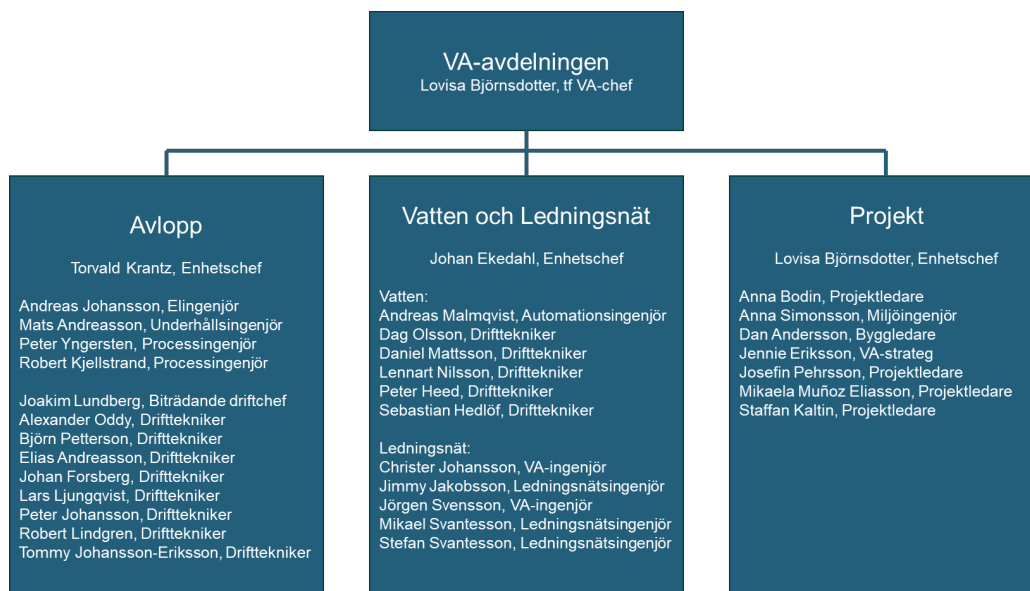 VA-avdelningen
Lovisa Björnsdotter, tf VA-chef
Avlopp
Torvald Krantz, Enhetschef
Andreas Johansson, Elingenjör
Mats Andreasson, Underhållsingenjör
Peter Yngersten, Processingenjör
Robert Kjellstrand, Processingenjör
Joakim Lundberg, Biträdande driftchef
Alexander Oddy, Drifttekniker
Björn Petterson, Drifttekniker
Elias Andreasson, Drifttekniker
Johan Forsberg, Drifttekniker
Lars Ljungqvist, Drifttekniker
Peter Johansson, Drifttekniker
Robert Lindgren, Drifttekniker
Tommy Johansson-Eriksson, Drifttekniker
Vatten och Ledningsnät
Johan Ekedahl, Enhetschef
Vatten:
Andreas Malmqvist, Automationsingenjör
Dag Olsson, Drifttekniker
Daniel Mattsson, Drifttekniker
Lennart Nilsson, Drifttekniker
Peter Heed, Drifttekniker
Sebastian Hedlöf, Drifttekniker
Ledningsnät:
Christer Johansson, VA-ingenjör
Jimmy Jakobsson, Ledningsnätsingenjör
Jörgen Svensson, VA-ingenjör
Mikael Svantesson, Ledningsnätsingenjör
Stefan Svantesson, Ledningsnätsingenjör
Projekt
Lovisa Björnsdotter, Enhetschef
Anna Bodin, Projektledare
Anna Simonsson, Miljöingenjör
Dan Andersson, Byggledare
Jennie Eriksson, VA-strateg
Josefin Pehrsson, Projektledare
Mikaela Muñoz Eliasson, Projektledare
Staffan Kaltin, Projektledare